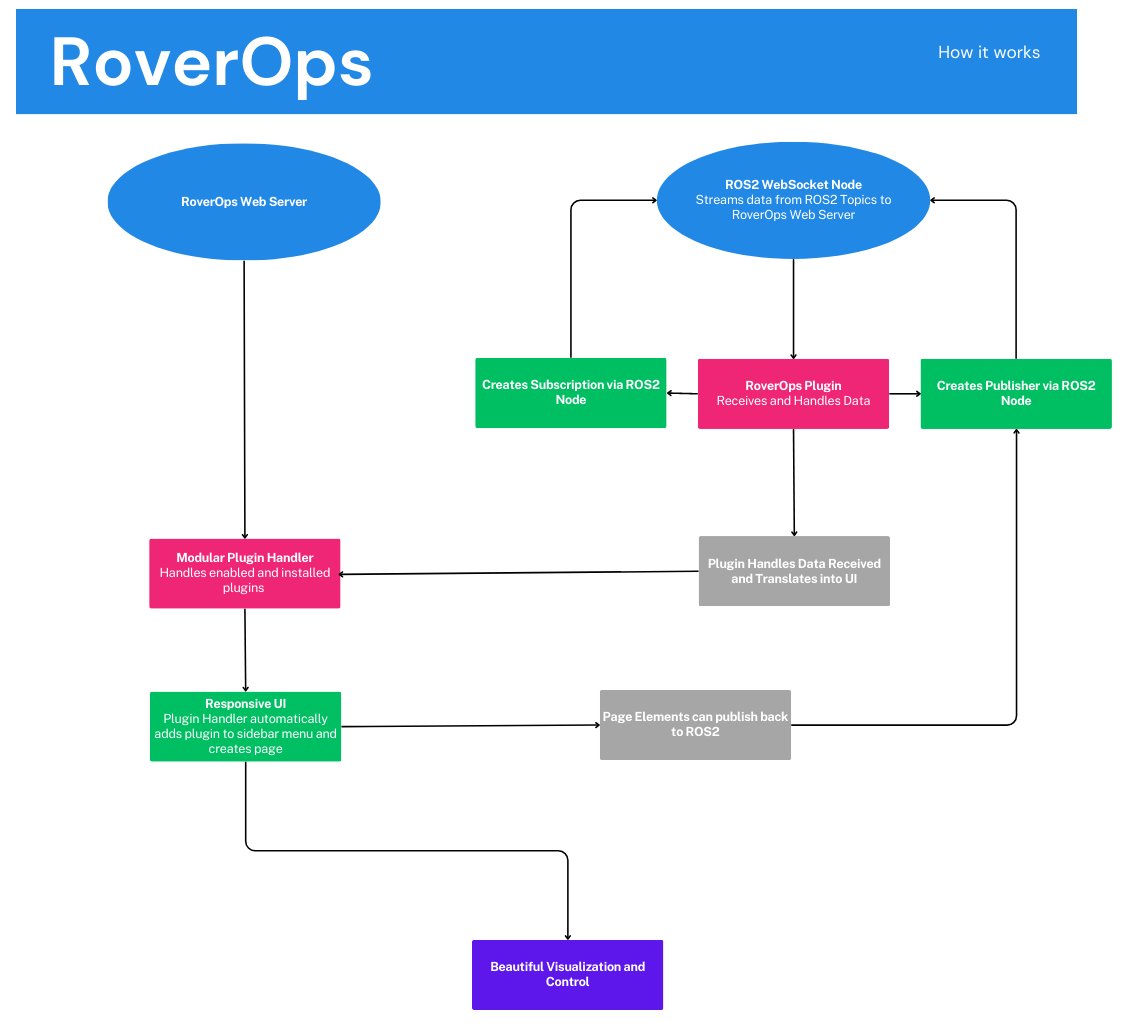 RoverOps
How it works
RoverOps Web Server
ROS2 WebSocket Node
Streams data from ROS2 Topics to
RoverOps Web Server
Creates Subscription via ROS2
Node
RoverOps Plugin
Receives and Handles Data
Creates Publisher via ROS2
Node
Modular Plugin Handler
Handles enabled and installed
plugins
Plugin Handles Data Received
and Translates into UI
Responsive UI
Plugin Handler automatically
adds plugin to sidebar menu and
creates page
Page Elements can publish back
to ROS2
Beautiful Visualization and
Control